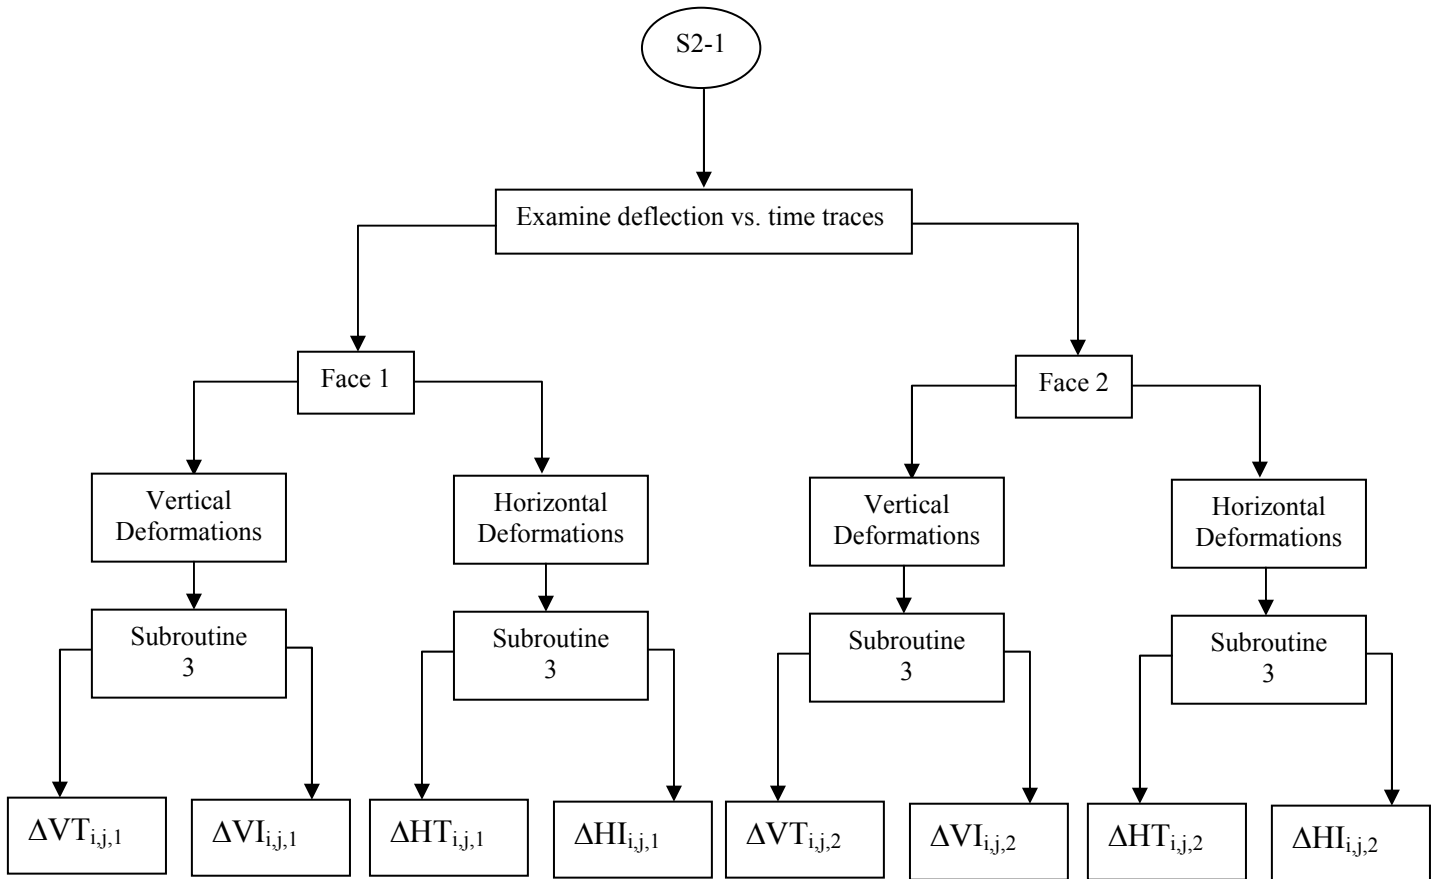 S2-1
Examine deflection vs. time traces
Face 1
Face 2
Vertical
Deformations
Horizontal
Deformations
Vertical
Deformations
Horizontal
Deformations
Subroutine
3
Subroutine
3
Subroutine
3
Subroutine
3
ΔVTi,j,1
ΔVIi,j,1
ΔHTi,j,1
ΔHIi,j,1
ΔVTi,j,2
ΔVIi,j,2
ΔHTi,j,2
ΔHIi,j,2